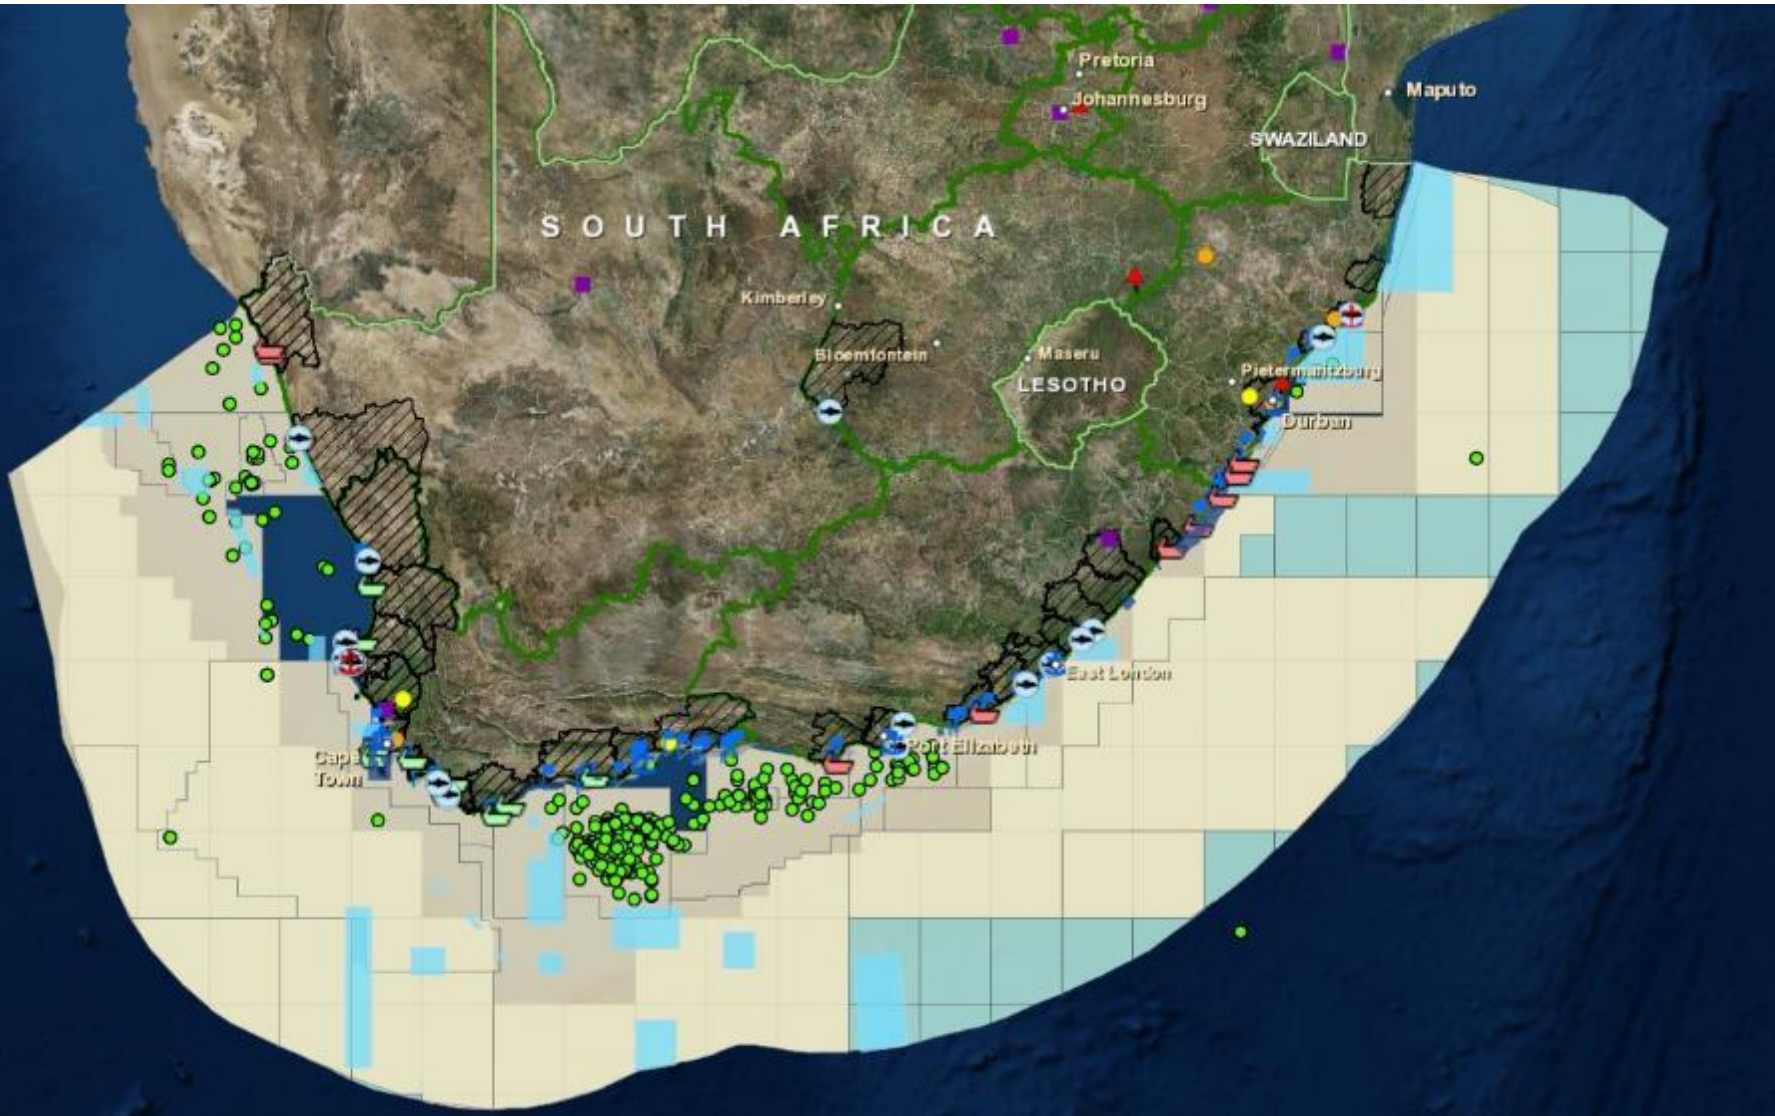 Pretoria
Johannesburg
Maputo
SWAZILAND
SOUTH AFRICA
Kimberley
Bloemfontein
Maseru
LESOTHO
Pietermaritzburg
Durban
East London
Port Elizabeth
Cape
Town